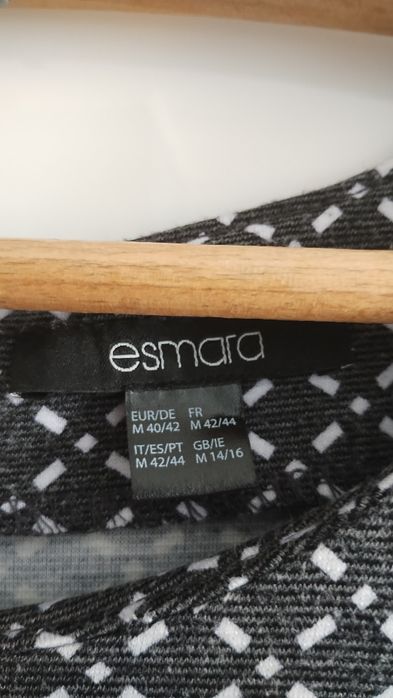 esmara
EUR/DE FR
M 40/42 M 42/44
IT/ES/PT GB/IE
M 42/44 M 14/16